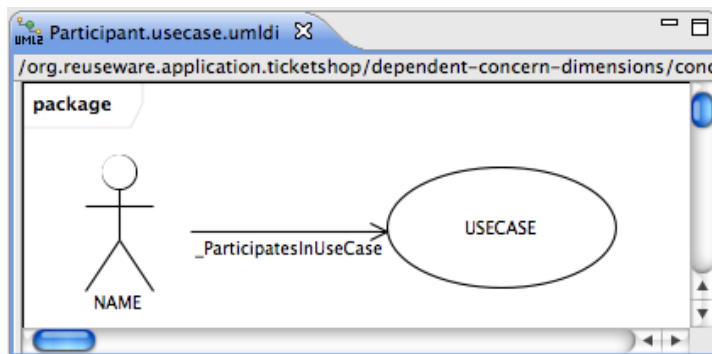 UML2 Participant.usecase.umldi
/org.reuseware.application.ticketshop/dependent-concern-dimensions/conc
package
USECASE
_ParticipatesInUseCase
NAME